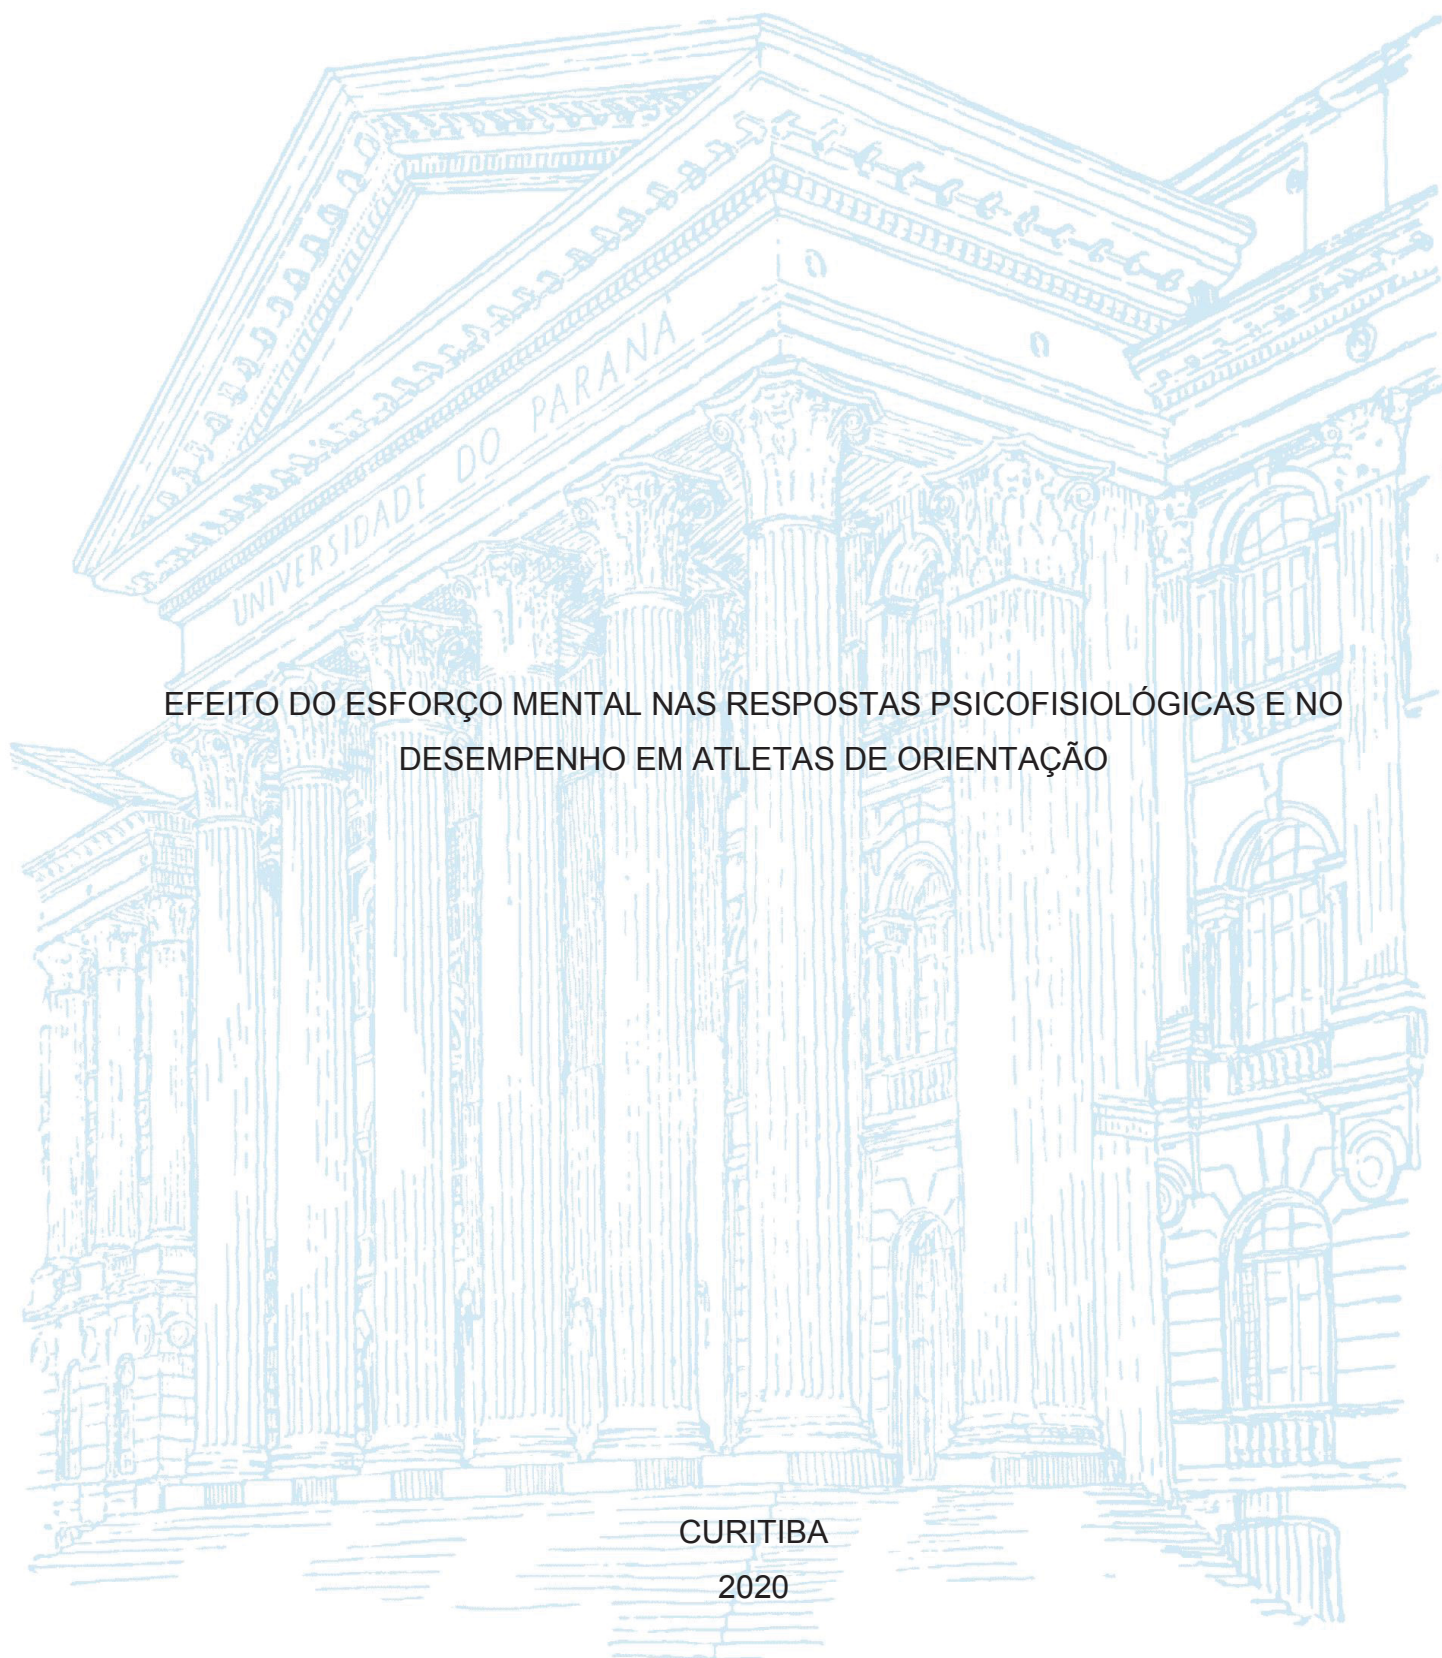 UNIVERSIDADE DO PARANÁ
EFEITO DO ESFORÇO MENTAL NAS RESPOSTAS PSICOFISIOLÓGICAS E NO
DESEMPENHO EM ATLETAS DE ORIENTAÇÃO
CURITIBA
2020